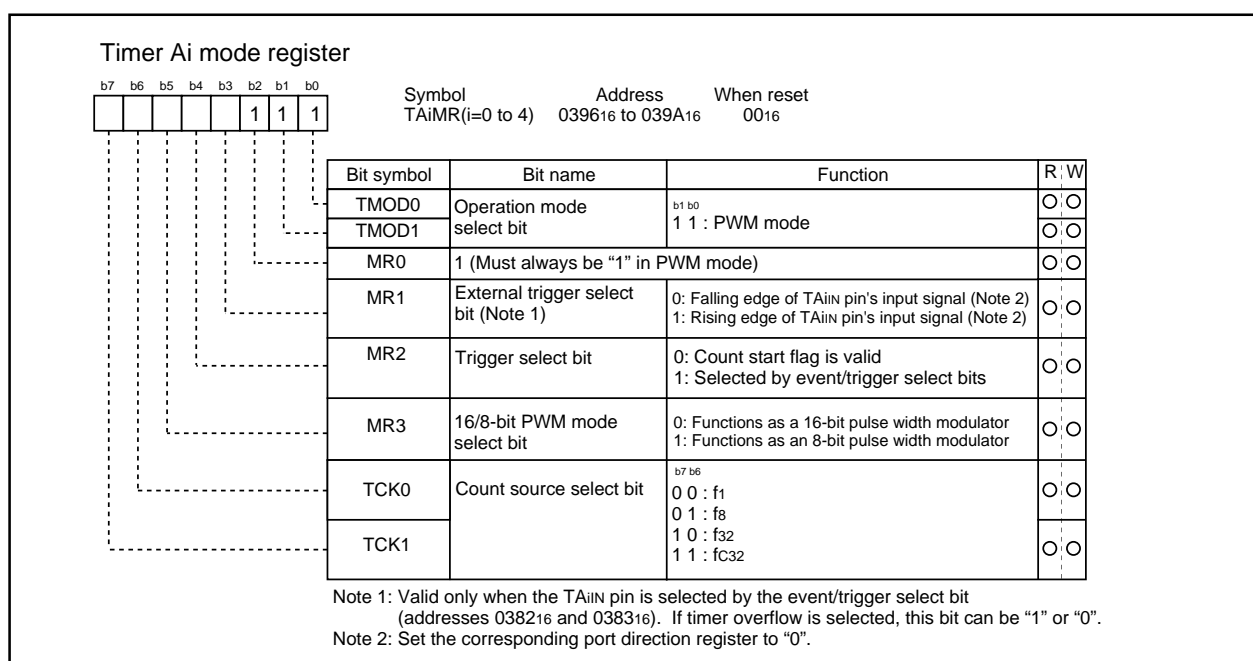 Timer Ai mode register
b7 b6 b5 b4 b3 b2 b1 b0
1 1 1
Symbol Address When reset
TAiMR(i=0 to 4) 039616 to 039A16 0016
Bit symbol Bit name Function R W
TMOD0
TMOD1
Operation mode
select bit
b1 b0
1 1 : PWM mode
MR0 1 (Must always be “1” in PWM mode)
MR1 External trigger select
bit (Note 1)
0: Falling edge of TAiIN pin's input signal (Note 2)
1: Rising edge of TAiIN pin's input signal (Note 2)
MR2 Trigger select bit
0: Count start flag is valid
1: Selected by event/trigger select bits
MR3 16/8-bit PWM mode
select bit
0: Functions as a 16-bit pulse width modulator
1: Functions as an 8-bit pulse width modulator
TCK0
TCK1
Count source select bit
b7 b6
0 0 : f1
0 1 : f8
1 0 : f32
1 1 : fC32
Note 1: Valid only when the TAiIN pin is selected by the event/trigger select bit
(addresses 038216 and 038316). If timer overflow is selected, this bit can be “1” or “0”.
Note 2: Set the corresponding port direction register to “0”.